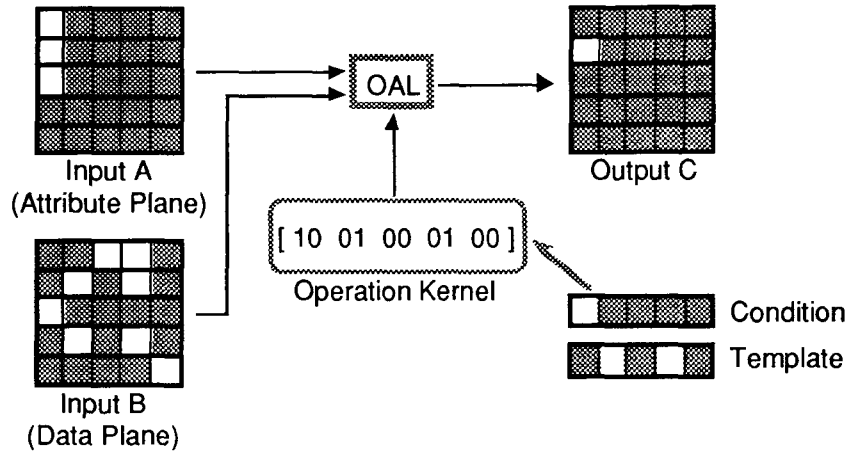 OAL
Input A
(Attribute Plane)
Output C
[ 10 01 00 01 00 ]
Operation Kernel
Condition
Template
Input B
(Data Plane)